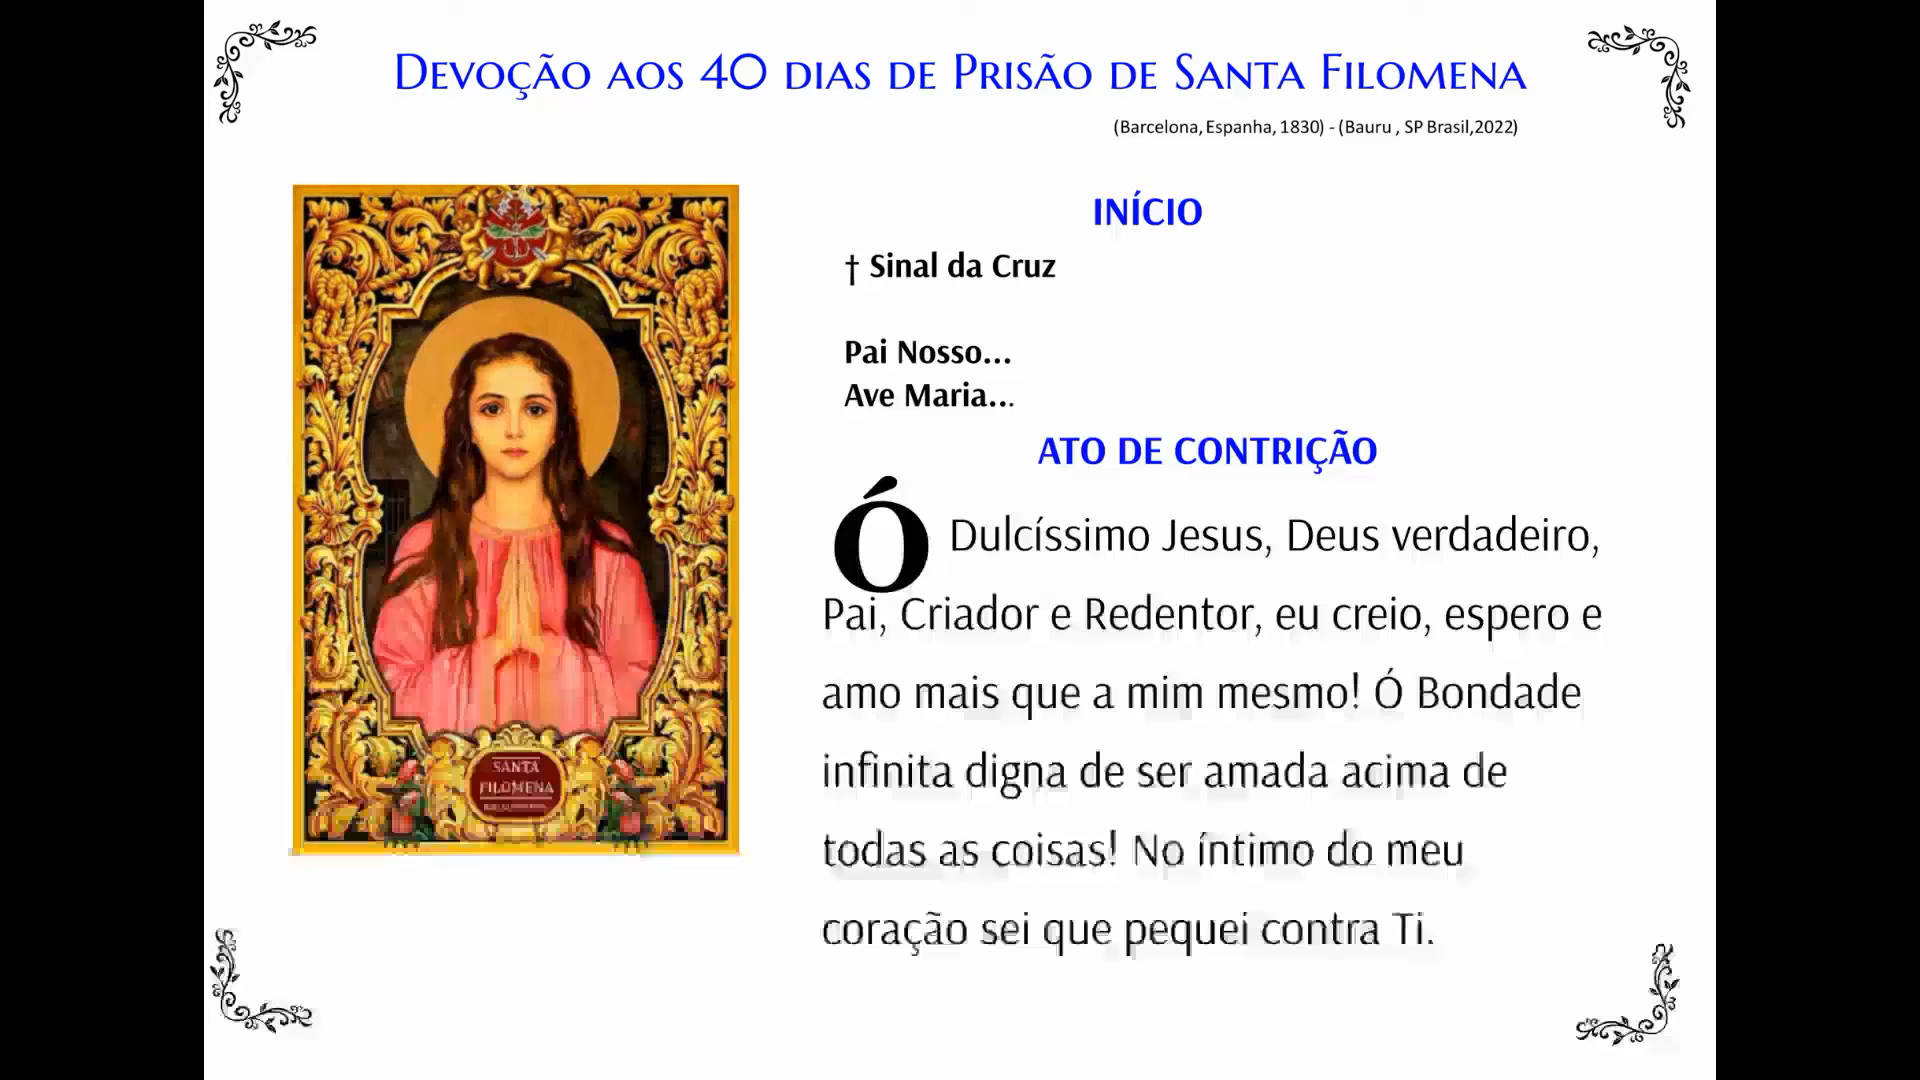 Devoção aos 40 dias de Prisão de Santa Filomena
(Barcelona, Espanha, 1830) - (Bauru , SP Brasil,2022)
INÍCIO
† Sinal da Cruz
Pai Nosso...
Ave Maria...
ATO DE CONTRIÇÃO
Ó Dulcíssimo Jesus, Deus verdadeiro,
Pai, Criador e Redentor, eu creio, espero e
amo mais que a mim mesmo! Ó Bondade
infinita digna de ser amada acima de
todas as coisas! No íntimo do meu
coração sei que pequei contra Ti.
SANTA
FILOMENA